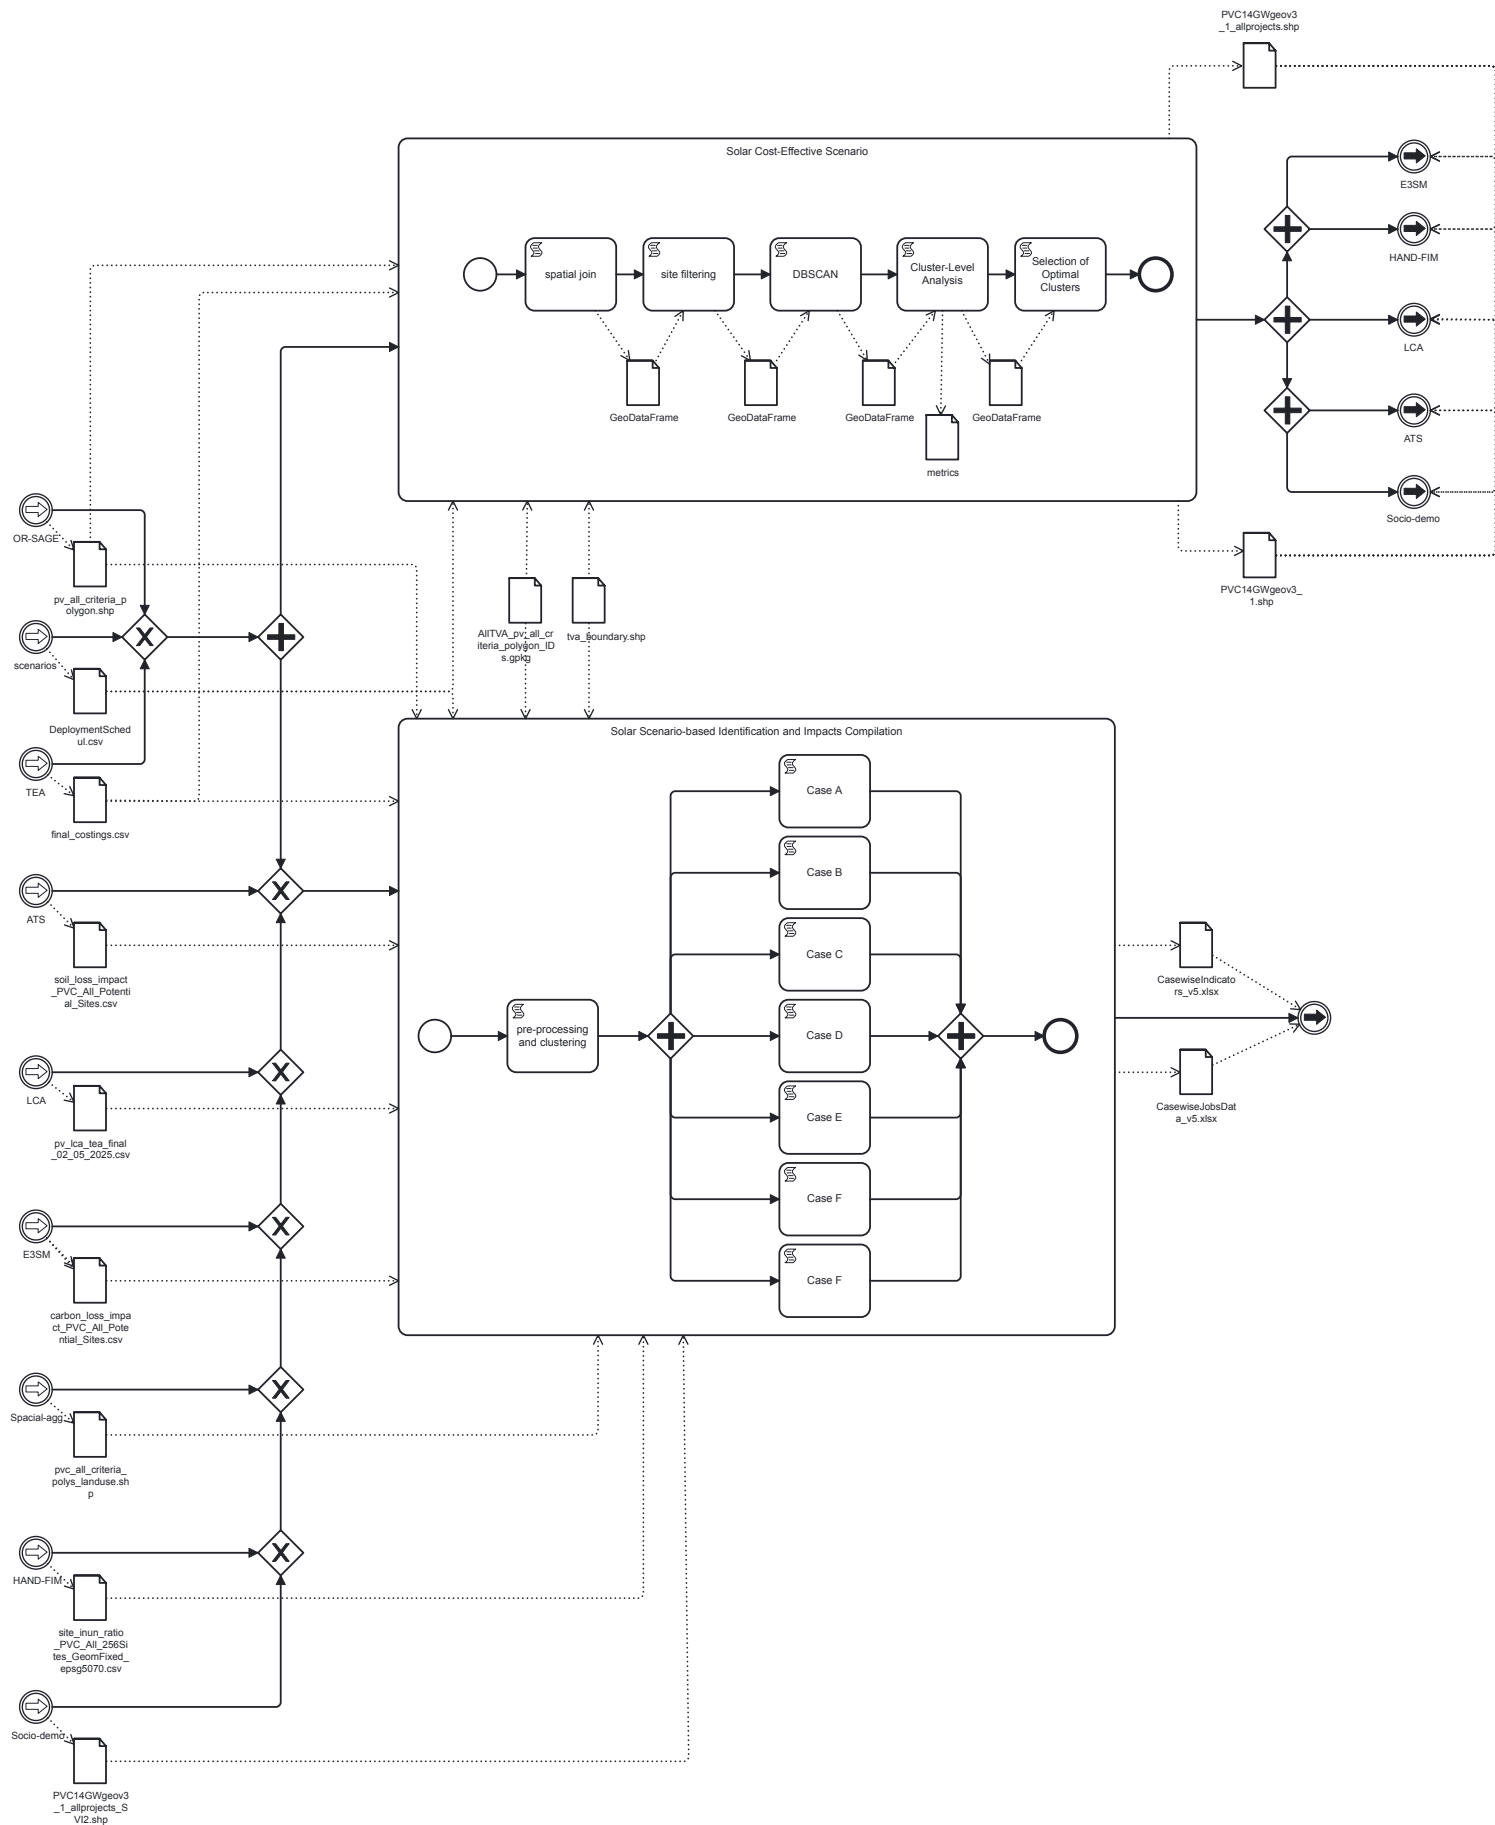 PVC14GWgeov3
_1_allprojects.shp
Solar Cost-Effective Scenario
spatial join
site filtering
DBSCAN
Cluster-Level
Analysis
Selection of
Optimal
Clusters
GeoDataFrame
GeoDataFrame
GeoDataFrame
GeoDataFrame
metrics
E3SM
HAND-FIM
LCA
ATS
Socio-demo
PVC14GWgeov3_
1.shp
OR-SAGE
pv_all_criteria_p
olygon.shp
scenarios
DeploymentSched
ul.csv
TEA
final_costings.csv
AllTVA_pv_all_cr
iteria_polygon_ID
s.gpkg
tva_boundary.shp
Solar Scenario-based Identification and Impacts Compilation
Case A
Case B
Case C
Case D
Case E
Case F
Case F
pre-processing
and clustering
ATS
soil_loss_impact
_PVC_All_Potenti
al_Sites.csv
LCA
pv_lca_tea_final
_02_05_2025.csv
E3SM
carbon_loss_impa
ct_PVC_All_Pote
ntial_Sites.csv
Spacial-agg
pvc_all_criteria_
polys_landuse.sh
p
HAND-FIM
site_inun_ratio
_PVC_All_256Si
tes_GeomFixed_
epsg5070.csv
Socio-demo
PVC14GWgeov3
_1_allprojects_S
VI2.shp
CasewiseIndicato
rs_v5.xlsx
CasewiseJobsDat
a_v5.xlsx